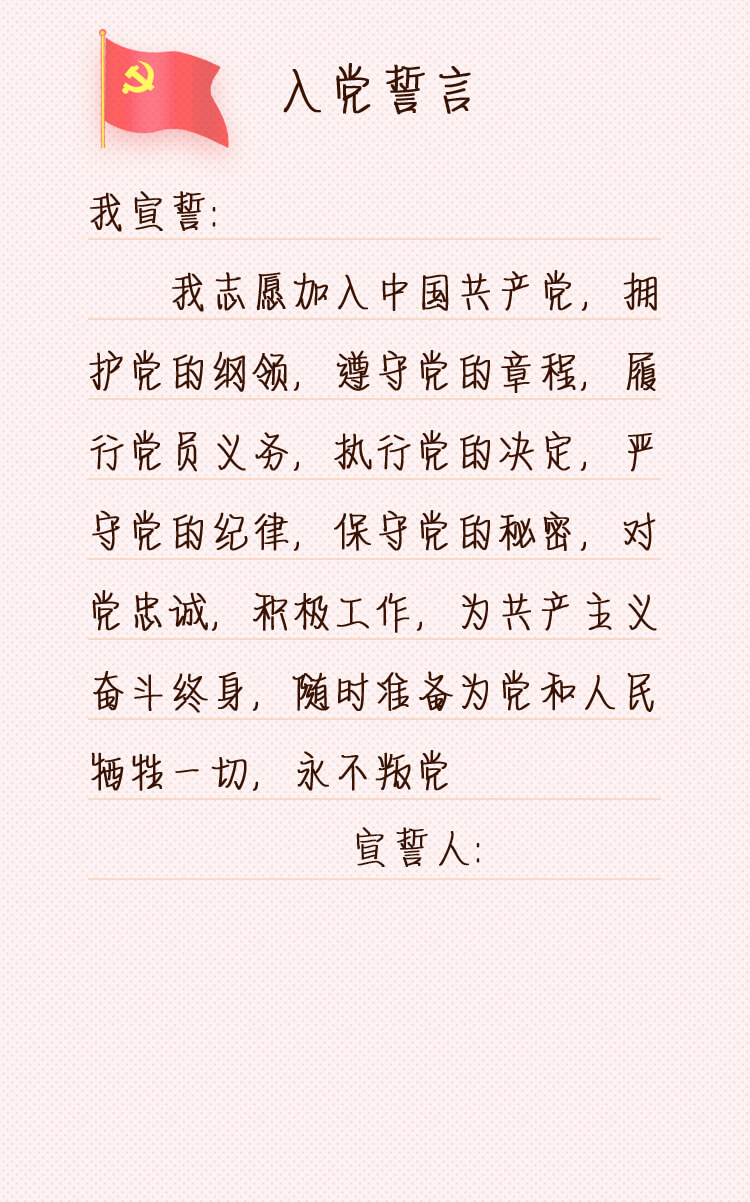 入党誓言
我宣誓:
我志愿加入中国共产党，拥
护党的纲领，遵守党的章程，履
行党员义务，执行党的决定，严
守党的纪律，保守党的秘密，对
党忠诚，积极工作，为共产主义
奋斗终身，随时准备为党和人民
牺牲一切，永不叛党
宣誓人: